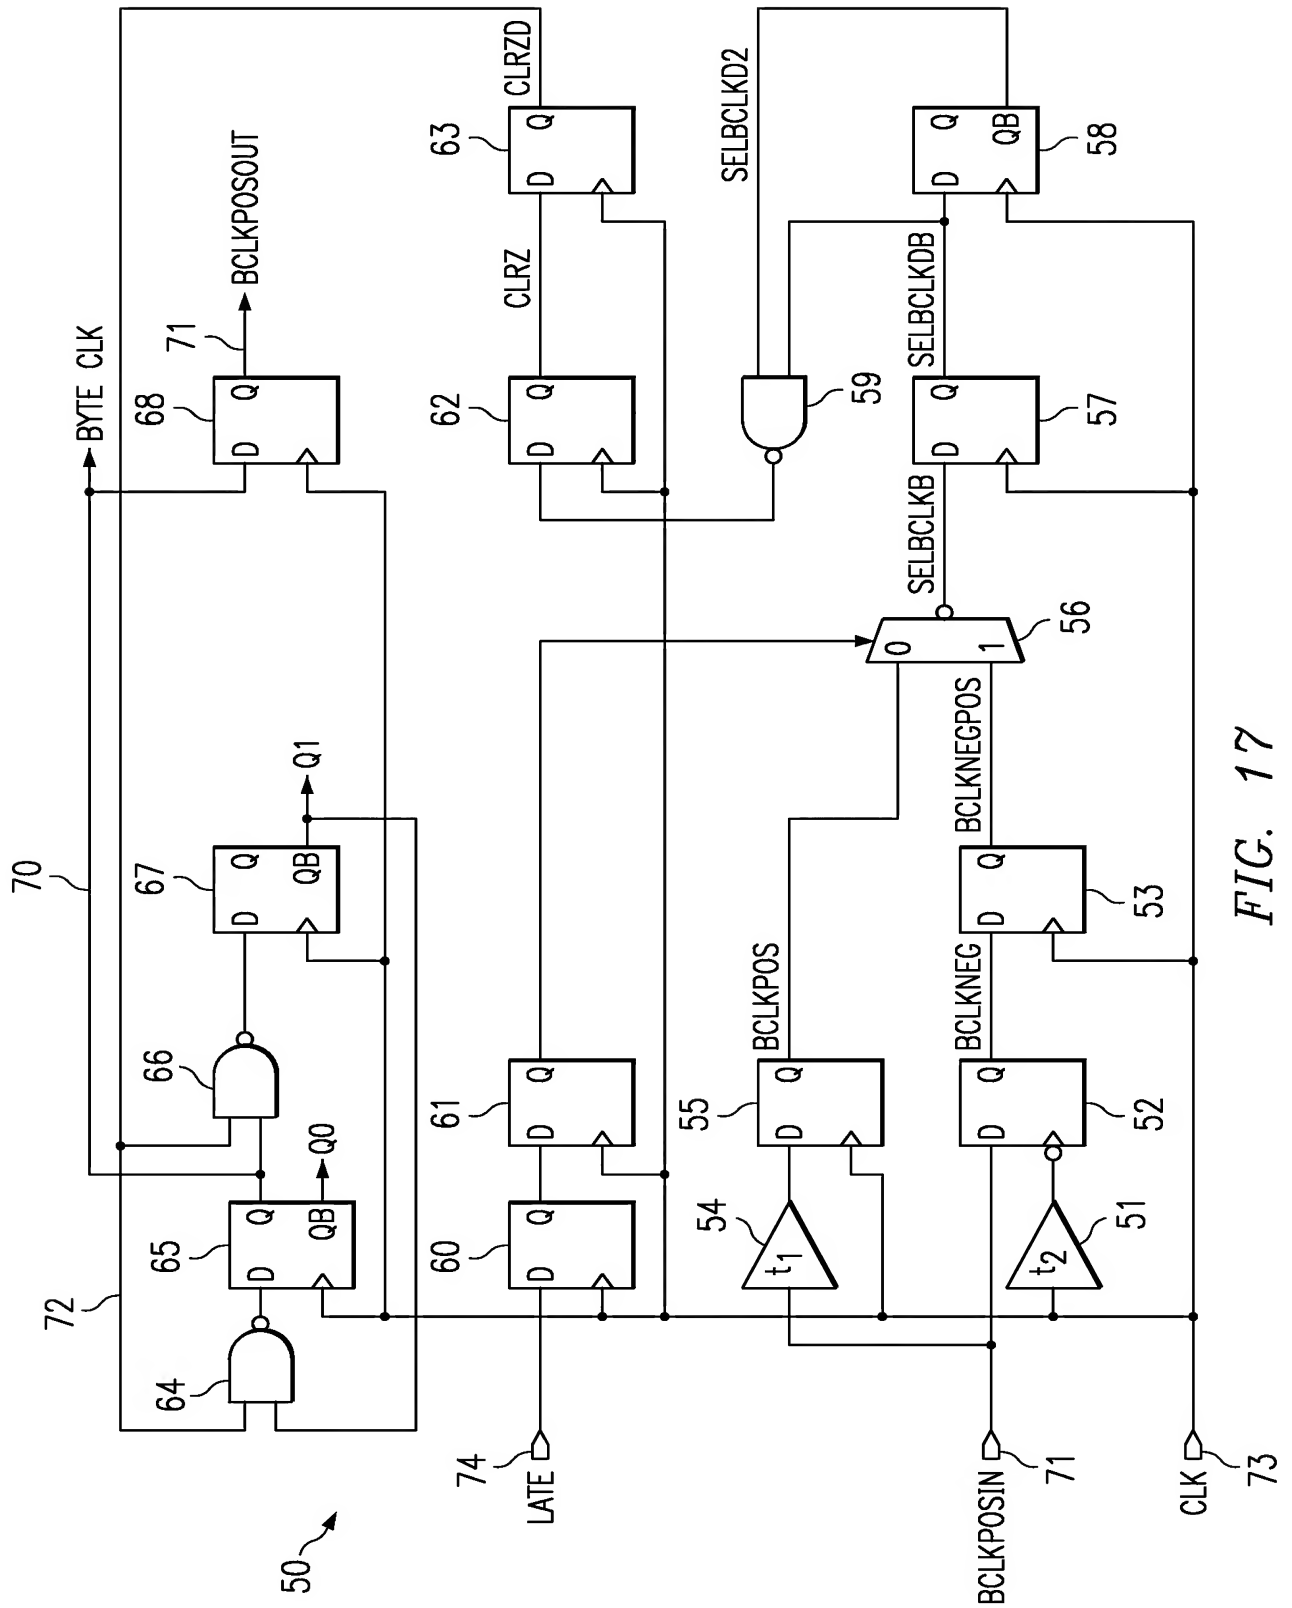 70
BYTE CLK
72
64
65
D
Q
QB
Q0
66
67
D
Q
QB
Q1
68
D
Q
71
BCLKPOSOUT
50
74
LATE
60
D
Q
61
D
Q
62
D
Q
CLRZ
63
D
Q
CLRZD
54
t1
55
D
Q
BCLKPOS
59
SELBCLKD2
BCLKPOSIN
71
51
t2
52
D
Q
BCLKNEG
53
D
Q
BCLKNEGPOS
0
1
56
SELBCLKB
57
D
Q
SELBCLKDB
58
D
Q
QB
CLK
73
FIG. 17